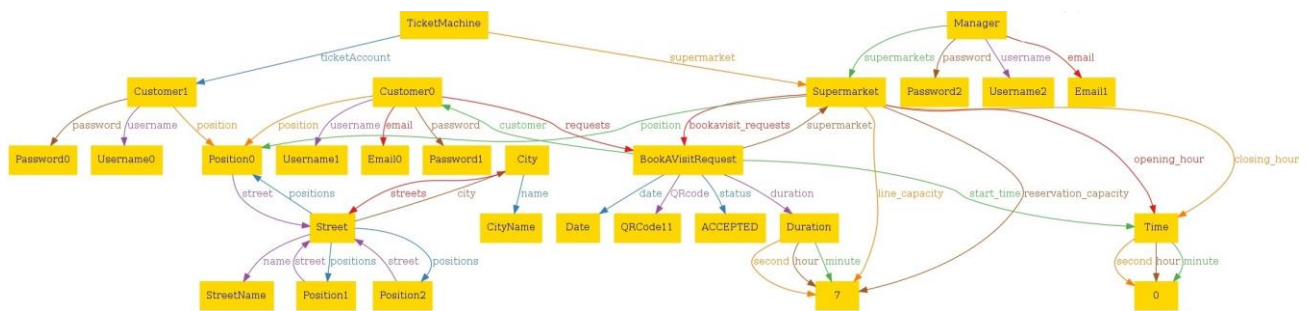 TicketMachine Manager
ticketAccount supermarket supermarkets password username email
Customer1 Customer0 Supermarket Password2 Username2 Email1
password username position position username email password requests customer position bookavisit_requests supermarket opening_hour closing_hour
Password0 Username0 Position0 Username1 Email0 Password1 City BookAVisitRequest
street positions streets city name date QRcode status duration line_capacity reservation_capacity start_time
Street CityName Date QRCode11 ACCEPTED Duration Time
name street positions street positions second hour minute second hour minute
StreetName Position1 Position2 7 0